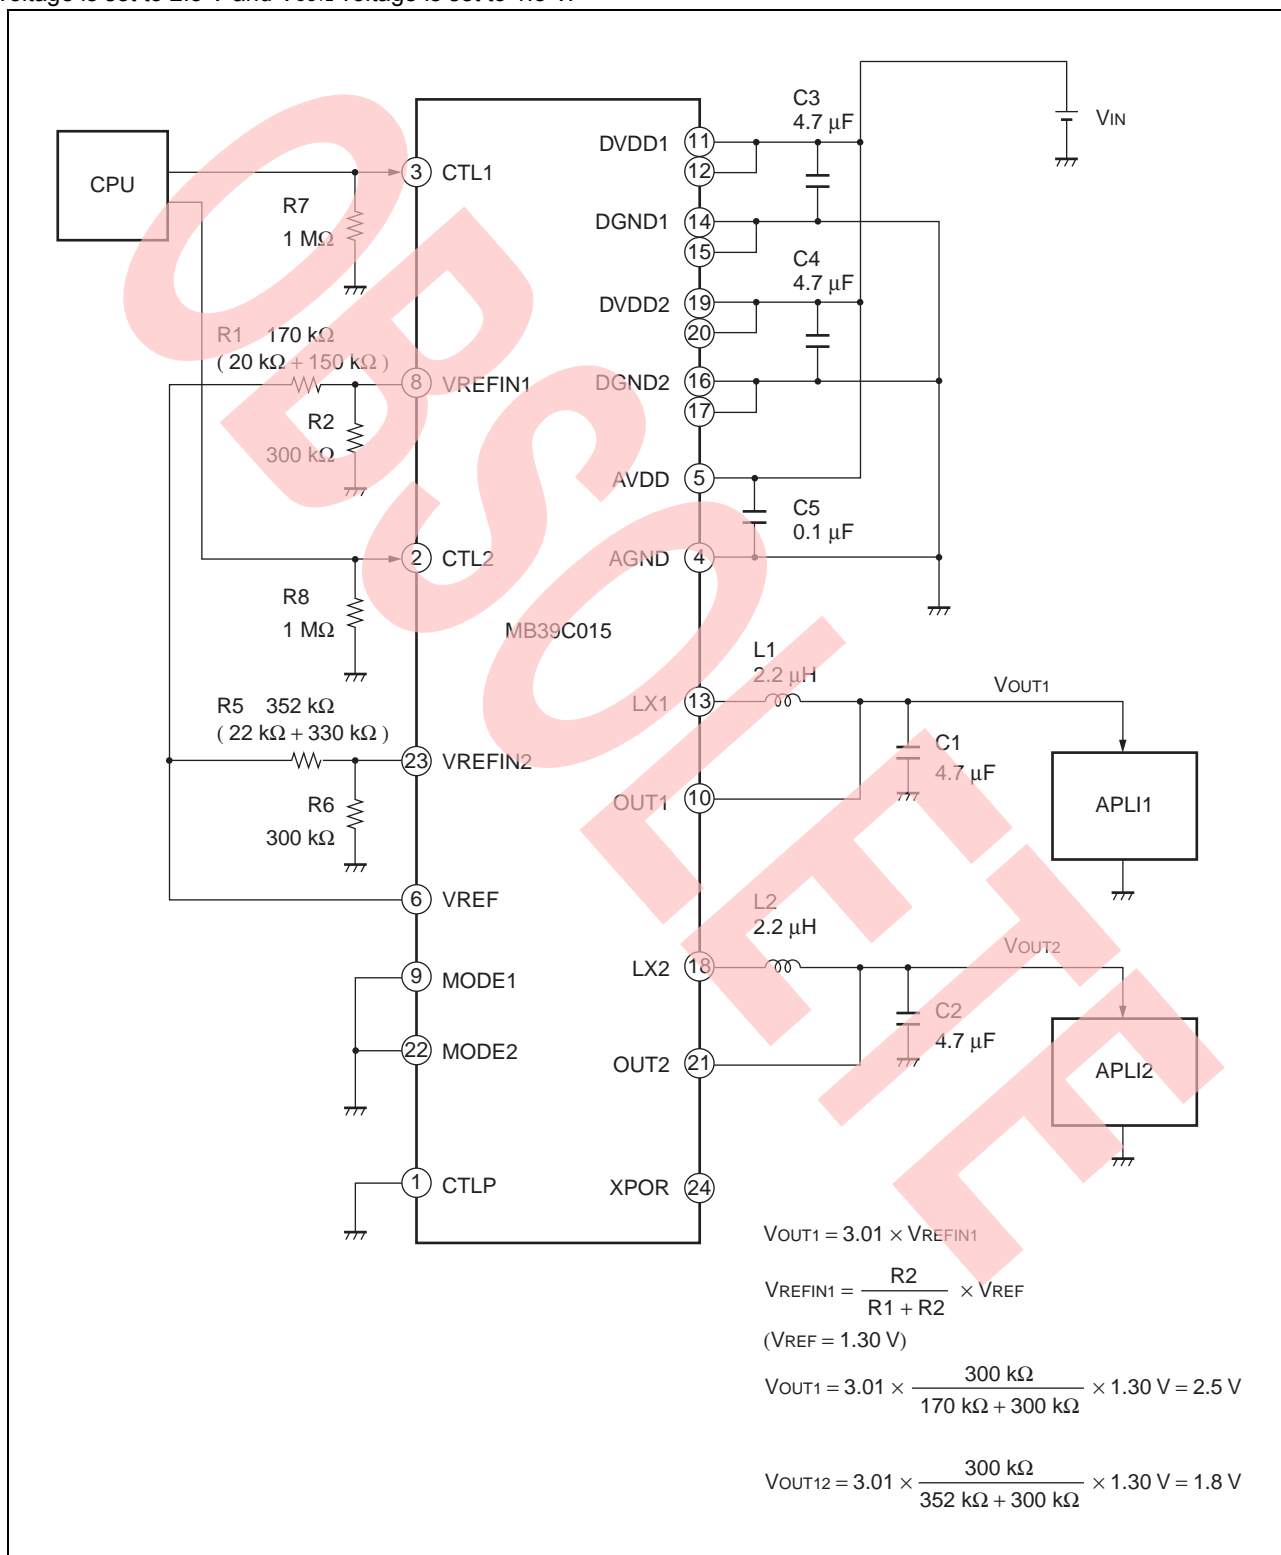 voltage is set to 2.5 V and VOUT2 voltage is set to 1.8 V.
CPU
R7
1 MΩ
3 CTL1
R1 170 kΩ
( 20 kΩ + 150 kΩ )
8 VREFIN1
R2
300 kΩ
2 CTL2
R8
1 MΩ
MB39C015
R5 352 kΩ
( 22 kΩ + 330 kΩ )
23 VREFIN2
R6
300 kΩ
6 VREF
9 MODE1
22 MODE2
1 CTLP
DVDD1 11
12
DGND1 14
15
DVDD2 19
20
DGND2 16
17
AVDD 5
AGND 4
LX1 13
OUT1 10
LX2 18
OUT2 21
XPOR 24
C3
4.7 μF
C4
4.7 μF
C5
0.1 μF
VIN
L1
2.2 μH
VOUT1
C1
4.7 μF
APLI1
L2
2.2 μH
VOUT2
C2
4.7 μF
APLI2
VOUT1 = 3.01 × VREFIN1
VREFIN1 = R2 / R1 + R2 × VREF
(VREF = 1.30 V)
VOUT1 = 3.01 × 300 kΩ / 170 kΩ + 300 kΩ × 1.30 V = 2.5 V
VOUT12 = 3.01 × 300 kΩ / 352 kΩ + 300 kΩ × 1.30 V = 1.8 V
OBSOLETE